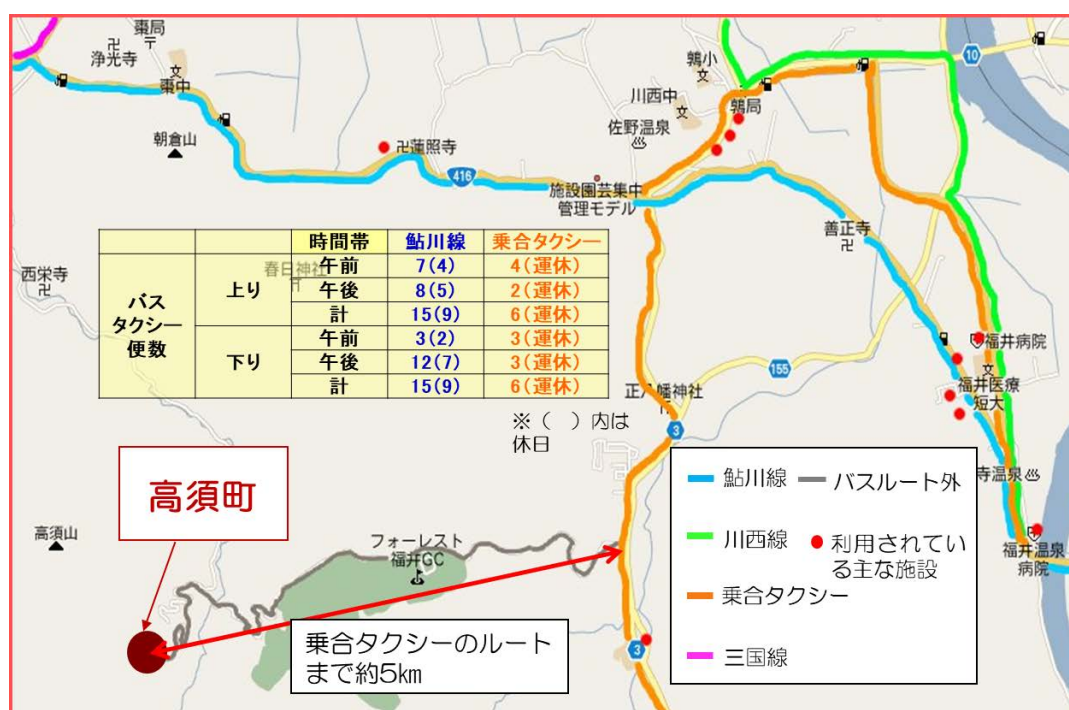 棗局
卍
浄光寺
文
棗中
朝倉山
卍蓮照寺
416
施設園芸集中
管理モデル
鶉小
文
川西中
文
鶉局
佐野温泉
10
善正寺
卍
西栄寺
卍
春日神社
時間帯 鮎川線 乗合タクシー
バス
タクシー
便数
上り
午前 7(4) 4(運休)
午後 8(5) 2(運休)
計 15(9) 6(運休)
下り
午前 3(2) 3(運休)
午後 12(7) 3(運休)
計 15(9) 6(運休)
※（ ）内は
休日
正八幡神社
3
155
福井病院
文
福井医療
短大
寺温泉
福井温泉
病院
高須町
高須山
フォーレスト
福井GC
乗合タクシーのルート
まで約5km
3
鮎川線
バスルート外
川西線
利用されてい
る主な施設
乗合タクシー
三国線